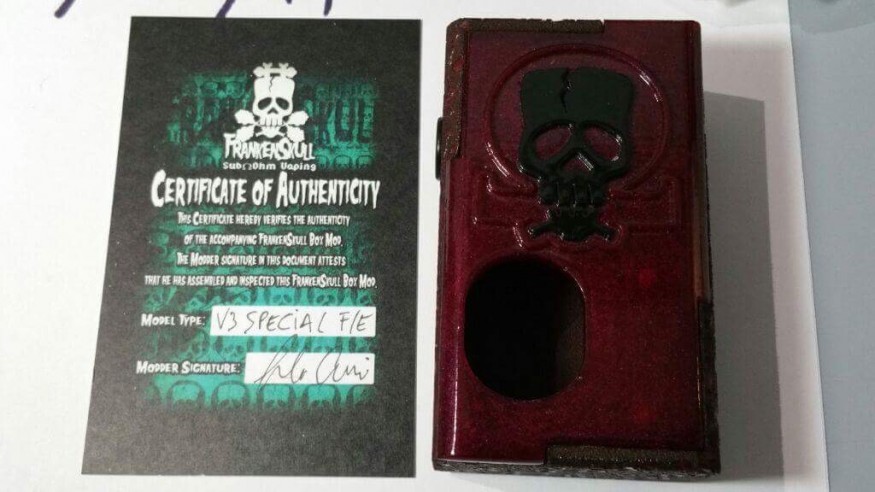 FRANKENSKULL
SubΩOhm Vaping
CERTIFICATE OF AUTHENTICITY
THIS CERTIFICATE HEREBY VERIFIES THE AUTHENTICITY
OF THE ACCOMPANYING FRANKENSKULL BOX MOD.
THE MODDER SIGNATURE IN THIS DOCUMENT ATTESTS
THAT HE HAS ASSEMBLED AND INSPECTED THIS FRANKENSKULL BOX MOD.
MODEL TYPE: V3 SPECIAL F/E
MODDER SIGNATURE: